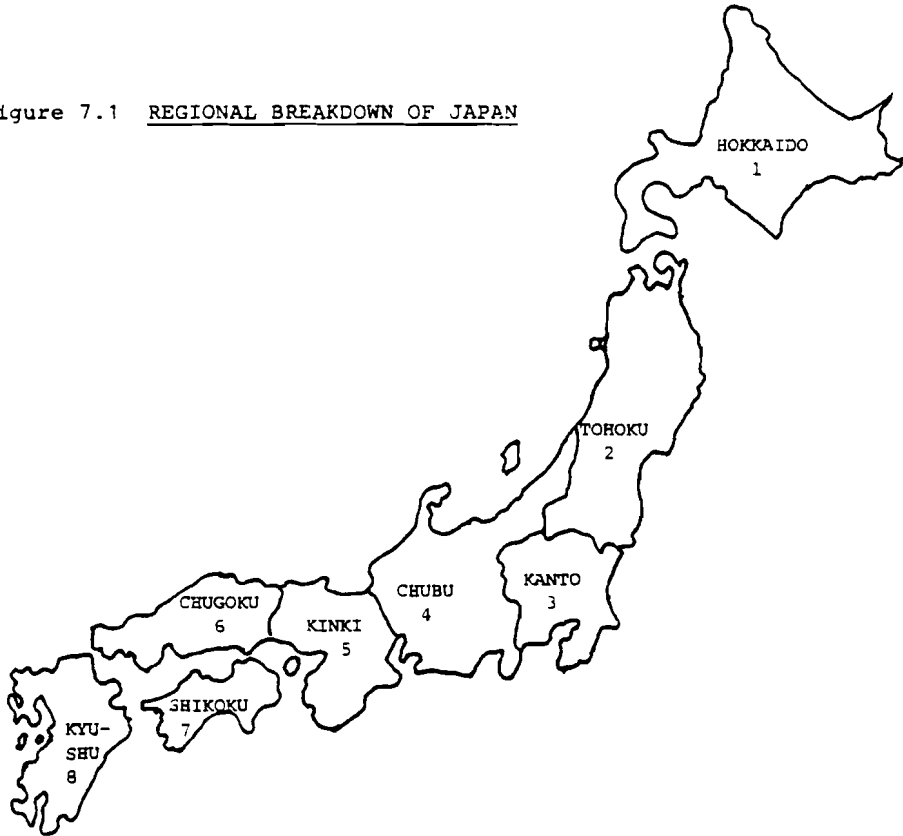 igure 7.1 REGIONAL BREAKDOWN OF JAPAN
HOKKAIDO
1
TOHOKU
2
KANTO
3
CHUBU
4
KINKI
5
CHUGOKU
6
SHIKOKU
7
KYU-
SHU
8